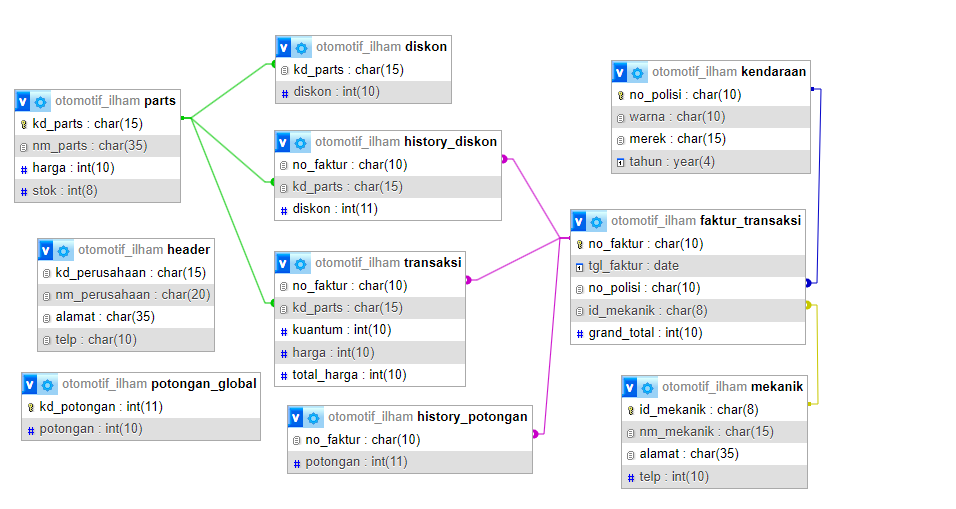 otomotif_ilham diskon
kd_parts : char(15)
diskon : int(10)
otomotif_ilham kendaraan
no_polisi : char(10)
warna : char(10)
merek : char(15)
tahun : year(4)
otomotif_ilham parts
kd_parts : char(15)
nm_parts : char(35)
harga : int(10)
stok : int(8)
otomotif_ilham history_diskon
no_faktur : char(10)
kd_parts : char(15)
diskon : int(11)
otomotif_ilham faktur_transaksi
no_faktur : char(10)
tgl_faktur : date
no_polisi : char(10)
id_mekanik : char(8)
grand_total : int(10)
otomotif_ilham header
kd_perusahaan : char(15)
nm_perusahaan : char(20)
alamat : char(35)
telp : char(10)
otomotif_ilham transaksi
no_faktur : char(10)
kd_parts : char(15)
kuantum : int(10)
harga : int(10)
total_harga : int(10)
otomotif_ilham potongan_global
kd_potongan : int(11)
potongan : int(10)
otomotif_ilham history_potongan
no_faktur : char(10)
potongan : int(11)
otomotif_ilham mekanik
id_mekanik : char(8)
nm_mekanik : char(15)
alamat : char(35)
telp : int(10)